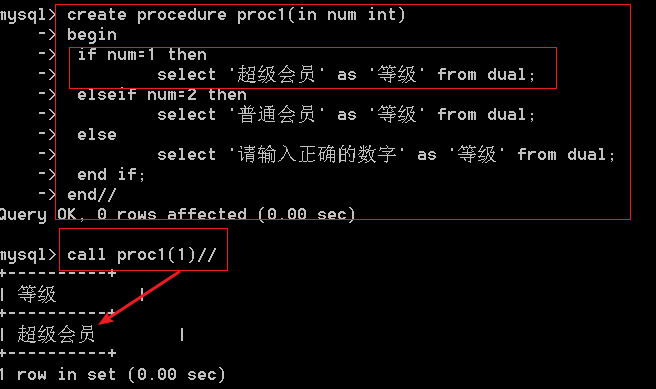 mysql> create procedure proc1(in num int)
    -> begin
    ->  if num=1 then
    ->          select '超级会员' as '等级' from dual;
    -> elseif num=2 then
    ->          select '普通会员' as '等级' from dual;
    ->  else
    ->          select '请输入正确的数字' as '等级' from dual;
    ->  end if;
    -> end//
Query OK, 0 rows affected (0.00 sec)
mysql> call proc1(1)//
+----------+
| 等级         |
+----------+
| 超级会员         |
+----------+
1 row in set (0.00 sec)